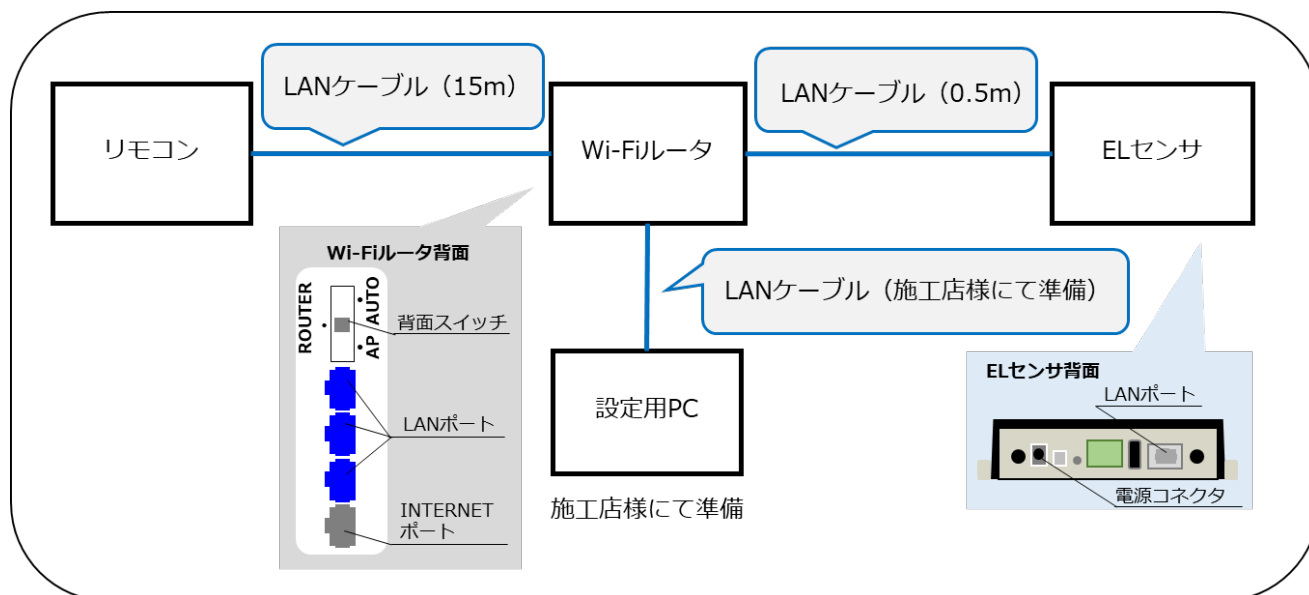 LANケーブル（15m）
LANケーブル（0.5m）
リモコン
Wi-Fiルータ
ELセンサ
Wi-Fiルータ背面
ROUTER
AUTO
AP
背面スイッチ
LANポート
INTERNET
ポート
LANケーブル（施工店様にて準備）
設定用PC
施工店様にて準備
ELセンサ背面
LANポート
電源コネクタ